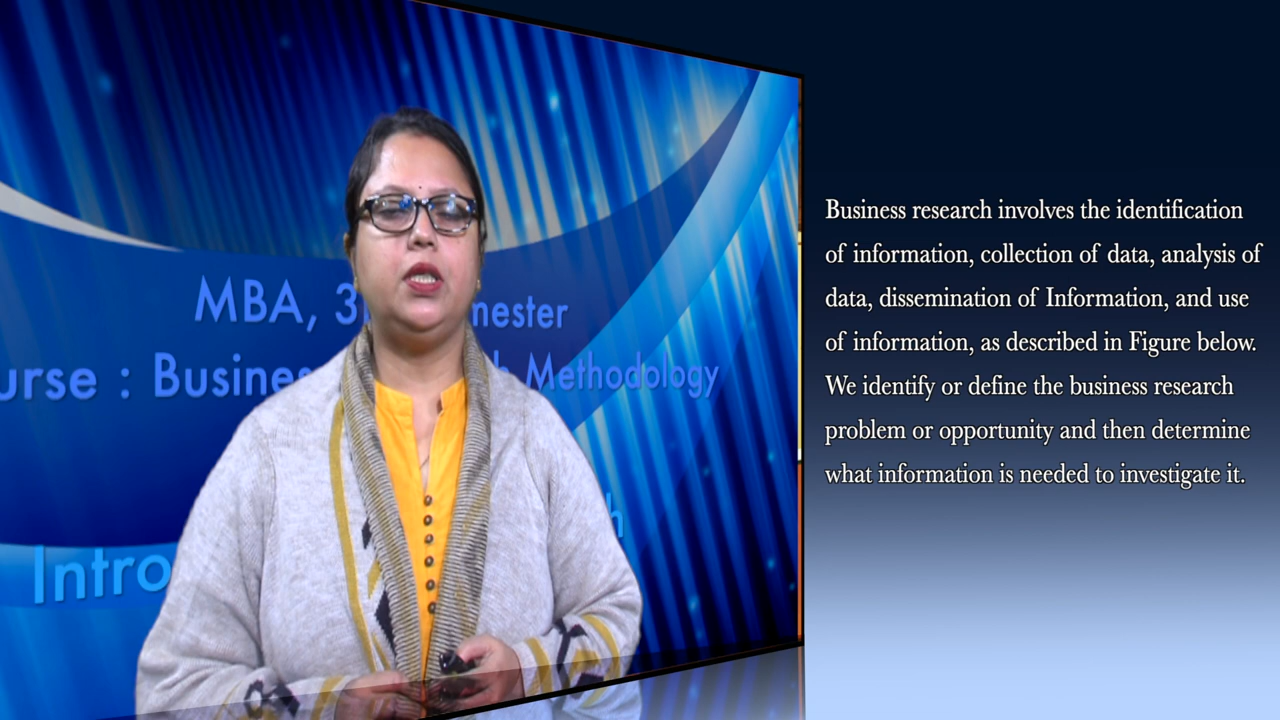 MBA, 3 mester
urse : Busines h Methodology
h
Intro
Business research involves the identification
of information, collection of data, analysis of
data, dissemination of Information, and use
of information, as described in Figure below.
We identify or define the business research
problem or opportunity and then determine
what information is needed to investigate it.